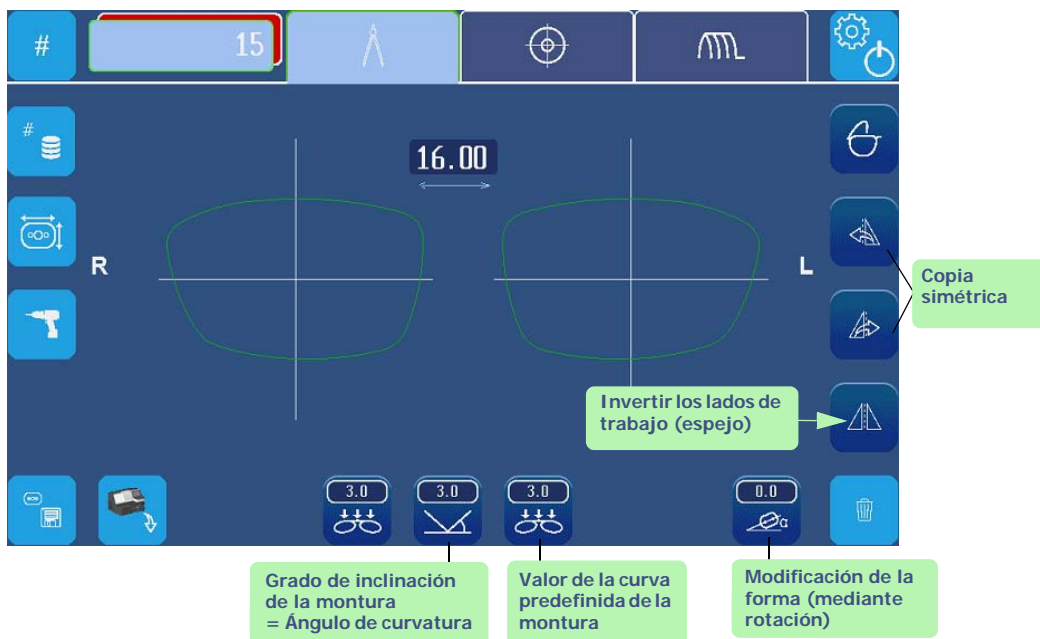 #
15
#
16.00
R
L
Copia
simétrica
Invertir los lados de
trabajo (espejo)
3.0
3.0
3.0
0.0
α
Grado de inclinación
de la montura
= Ángulo de curvatura
Valor de la curva
predefinida de la
montura
Modificación de la
forma (mediante
rotación)